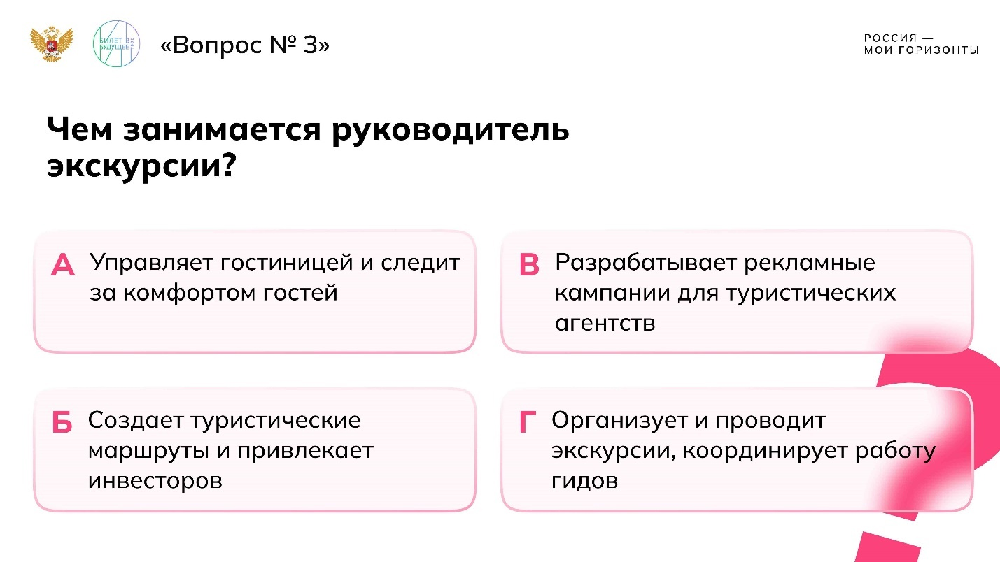 БИЛЕТ В
БУДУЩЕЕ
ТВОЕ
«Вопрос № 3»
РОССИЯ —
МОИ ГОРИЗОНТЫ
Чем занимается руководитель
экскурсии?
А Управляет гостиницей и следит
за комфортом гостей
В Разрабатывает рекламные
кампании для туристических
агентств
Б Создает туристические
маршруты и привлекает
инвесторов
Г Организует и проводит
экскурсии, координирует работу
гидов